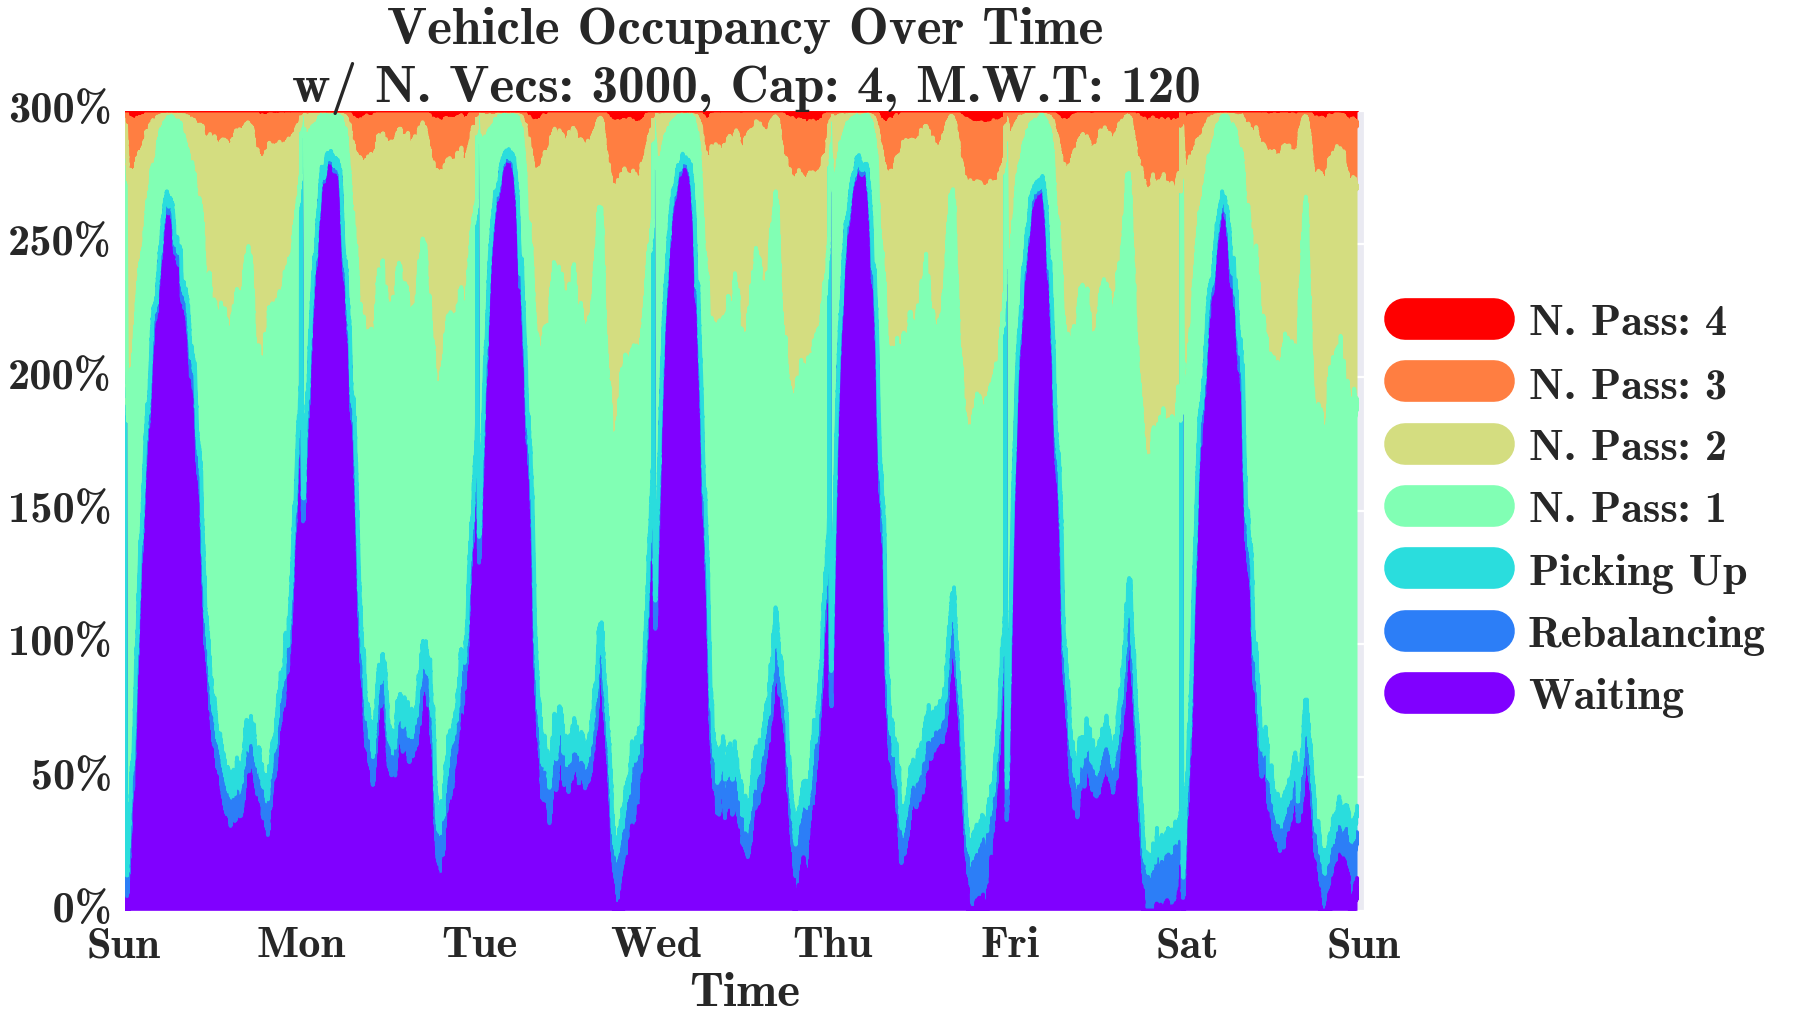 Vehicle Occupancy Over Time
w/ N. Vecs: 3000, Cap: 4, M.W.T: 120
300%
250%
200%
150%
100%
50%
0%
Sun Mon Tue Wed Thu Fri Sat Sun
Time
N. Pass: 4
N. Pass: 3
N. Pass: 2
N. Pass: 1
Picking Up
Rebalancing
Waiting